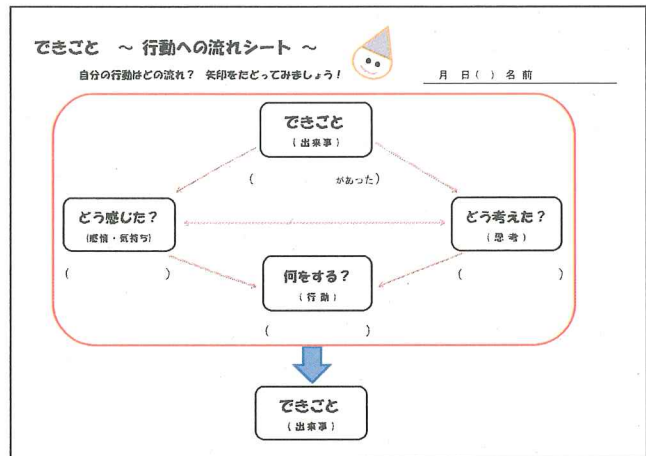 できごと ～ 行動への流れシート ～
自分の行動はどの流れ？ 矢印をたどってみましょう！
月 日( ) 名前
できごと
(出来事)
( があった)
どう感じた？
(感情・気持ち)
( )
どう考えた？
(思考)
( )
何をする？
(行動)
( )
できごと
(出来事)